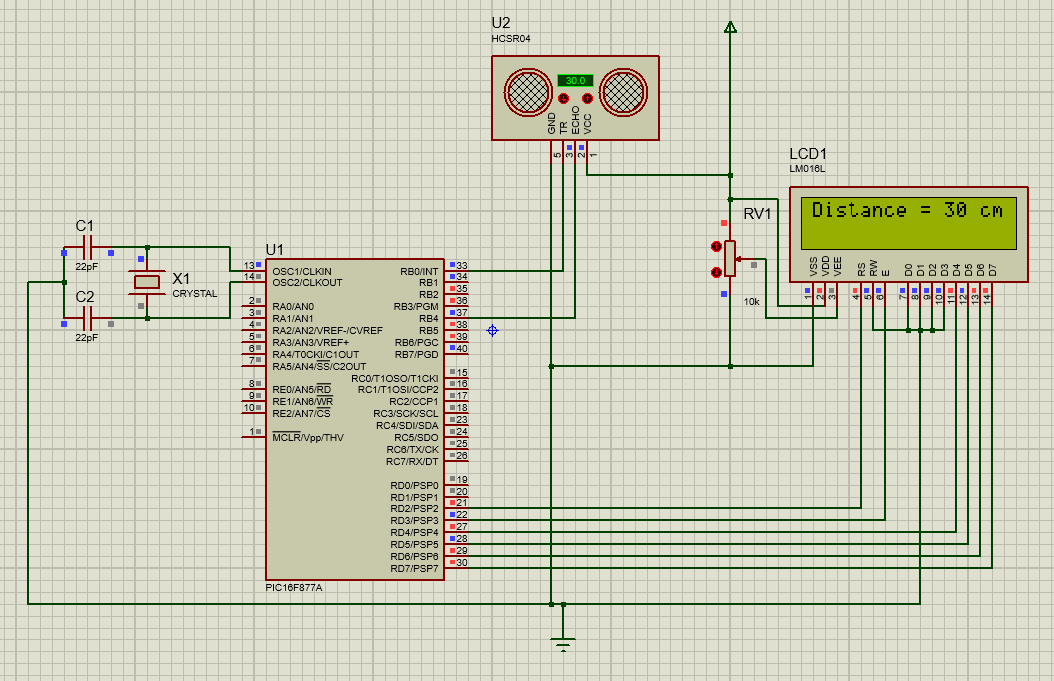 U2
HCSR04
30.0
GND
TR
ECHO
VCC
5
3
2
1
LCD1
LM016L
Distance = 30 cm
VSS
VDD
VEE
RS
RW
E
D0
D1
D2
D3
D4
D5
D6
D7
1
2
3
4
5
6
7
8
9
10
11
12
13
14
RV1
10k
C1
22pF
C2
22pF
X1
CRYSTAL
U1
13 OSC1/CLKIN
14 OSC2/CLKOUT
2 RA0/AN0
3 RA1/AN1
4 RA2/AN2/VREF-/CVREF
5 RA3/AN3/VREF+
6 RA4/T0CKI/C1OUT
7 RA5/AN4/SS/C2OUT
8 RE0/AN5/RD
9 RE1/AN6/WR
10 RE2/AN7/CS
1 MCLR/Vpp/THV
RB0/INT 33
RB1 34
RB2 35
RB3/PGM 36
RB4 37
RB5 38
RB6/PGC 39
RB7/PGD 40
RC0/T1OSO/T1CKI 15
RC1/T1OSI/CCP2 16
RC2/CCP1 17
RC3/SCK/SCL 18
RC4/SDI/SDA 23
RC5/SDO 24
RC6/TX/CK 25
RC7/RX/DT 26
RD0/PSP0 19
RD1/PSP1 20
RD2/PSP2 21
RD3/PSP3 22
RD4/PSP4 27
RD5/PSP5 28
RD6/PSP6 29
RD7/PSP7 30
PIC16F877A